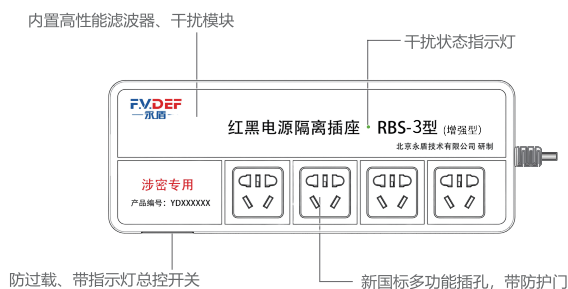 内置高性能滤波器、干扰模块
干扰状态指示灯
F.V.DEF
永盾
红黑电源隔离插座 · RBS-3型 (增强型)
北京永盾技术有限公司 研制
涉密专用
产品编号: YDXXXXXX
防过载、带指示灯总控开关
新国标多功能插孔，带防护门